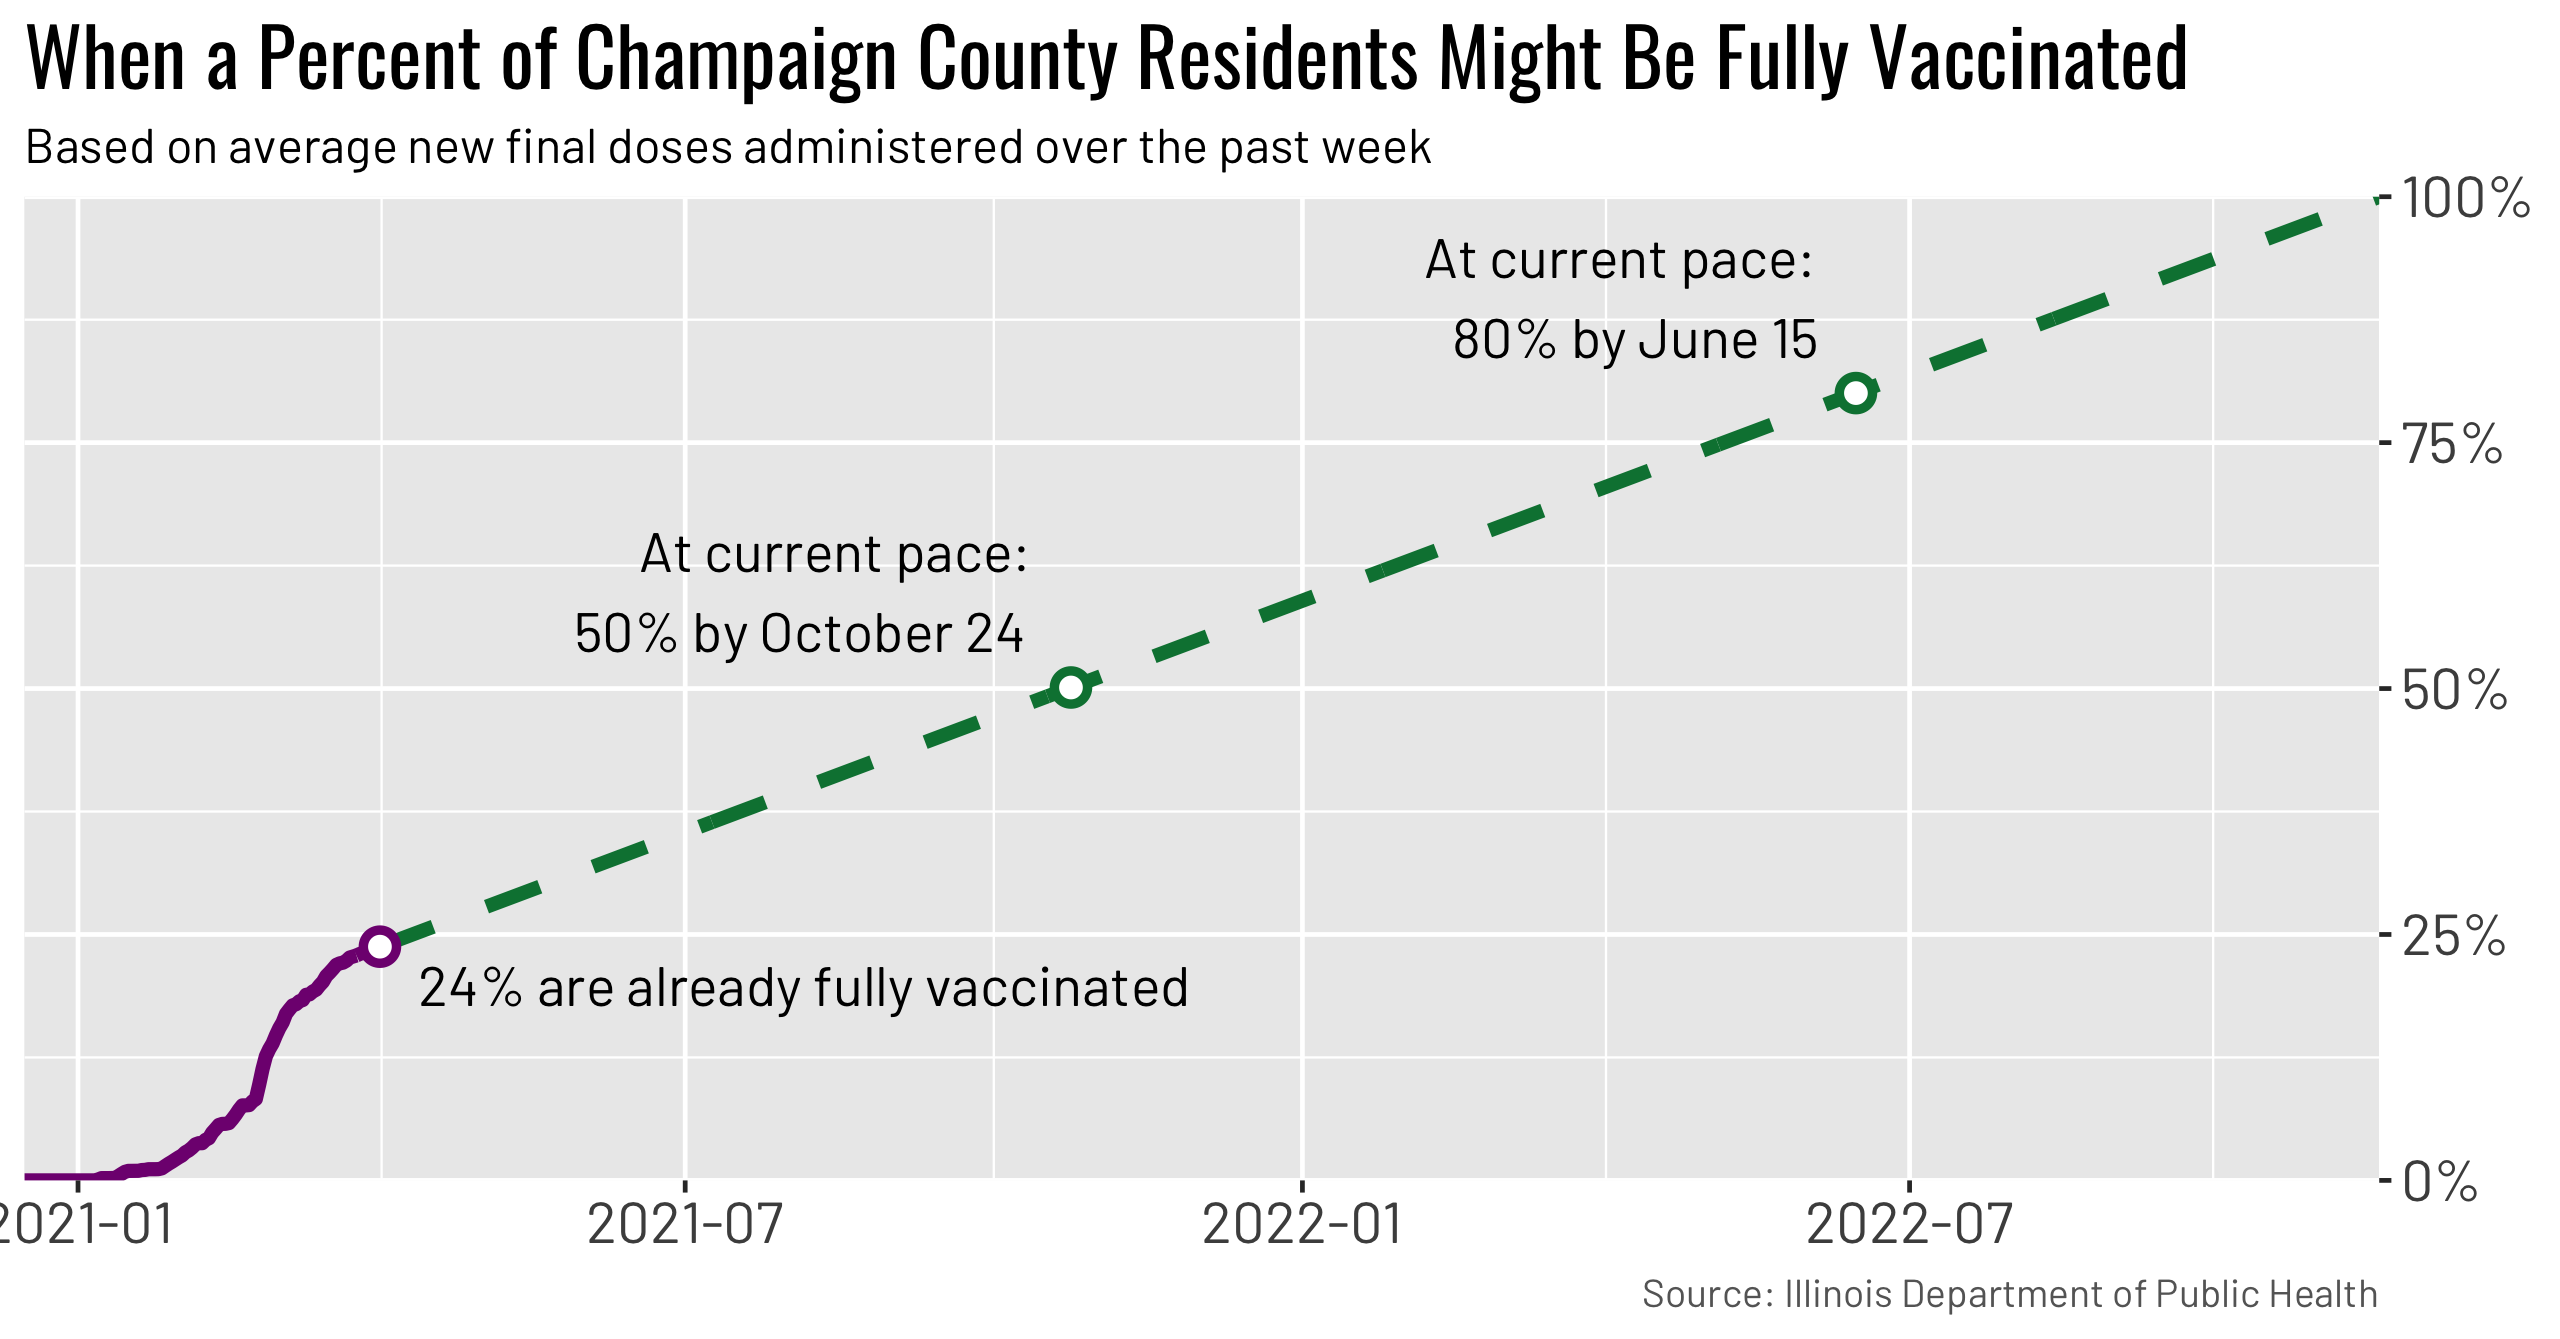 When a Percent of Champaign County Residents Might Be Fully Vaccinated
Based on average new final doses administered over the past week
100%
At current pace:
80% by June 15
75%
At current pace:
50% by October 24
50%
25%
24% are already fully vaccinated
0%
2021-01
2021-07
2022-01
2022-07
Source: Illinois Department of Public Health